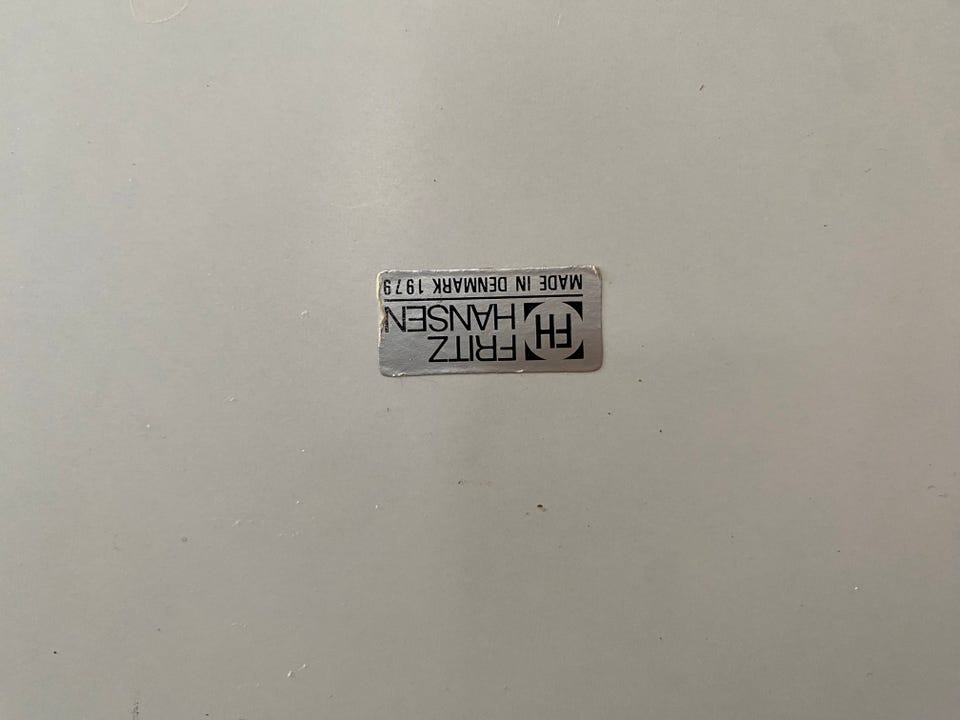 FH
FRITZ
HANSEN
MADE IN DENMARK 1979